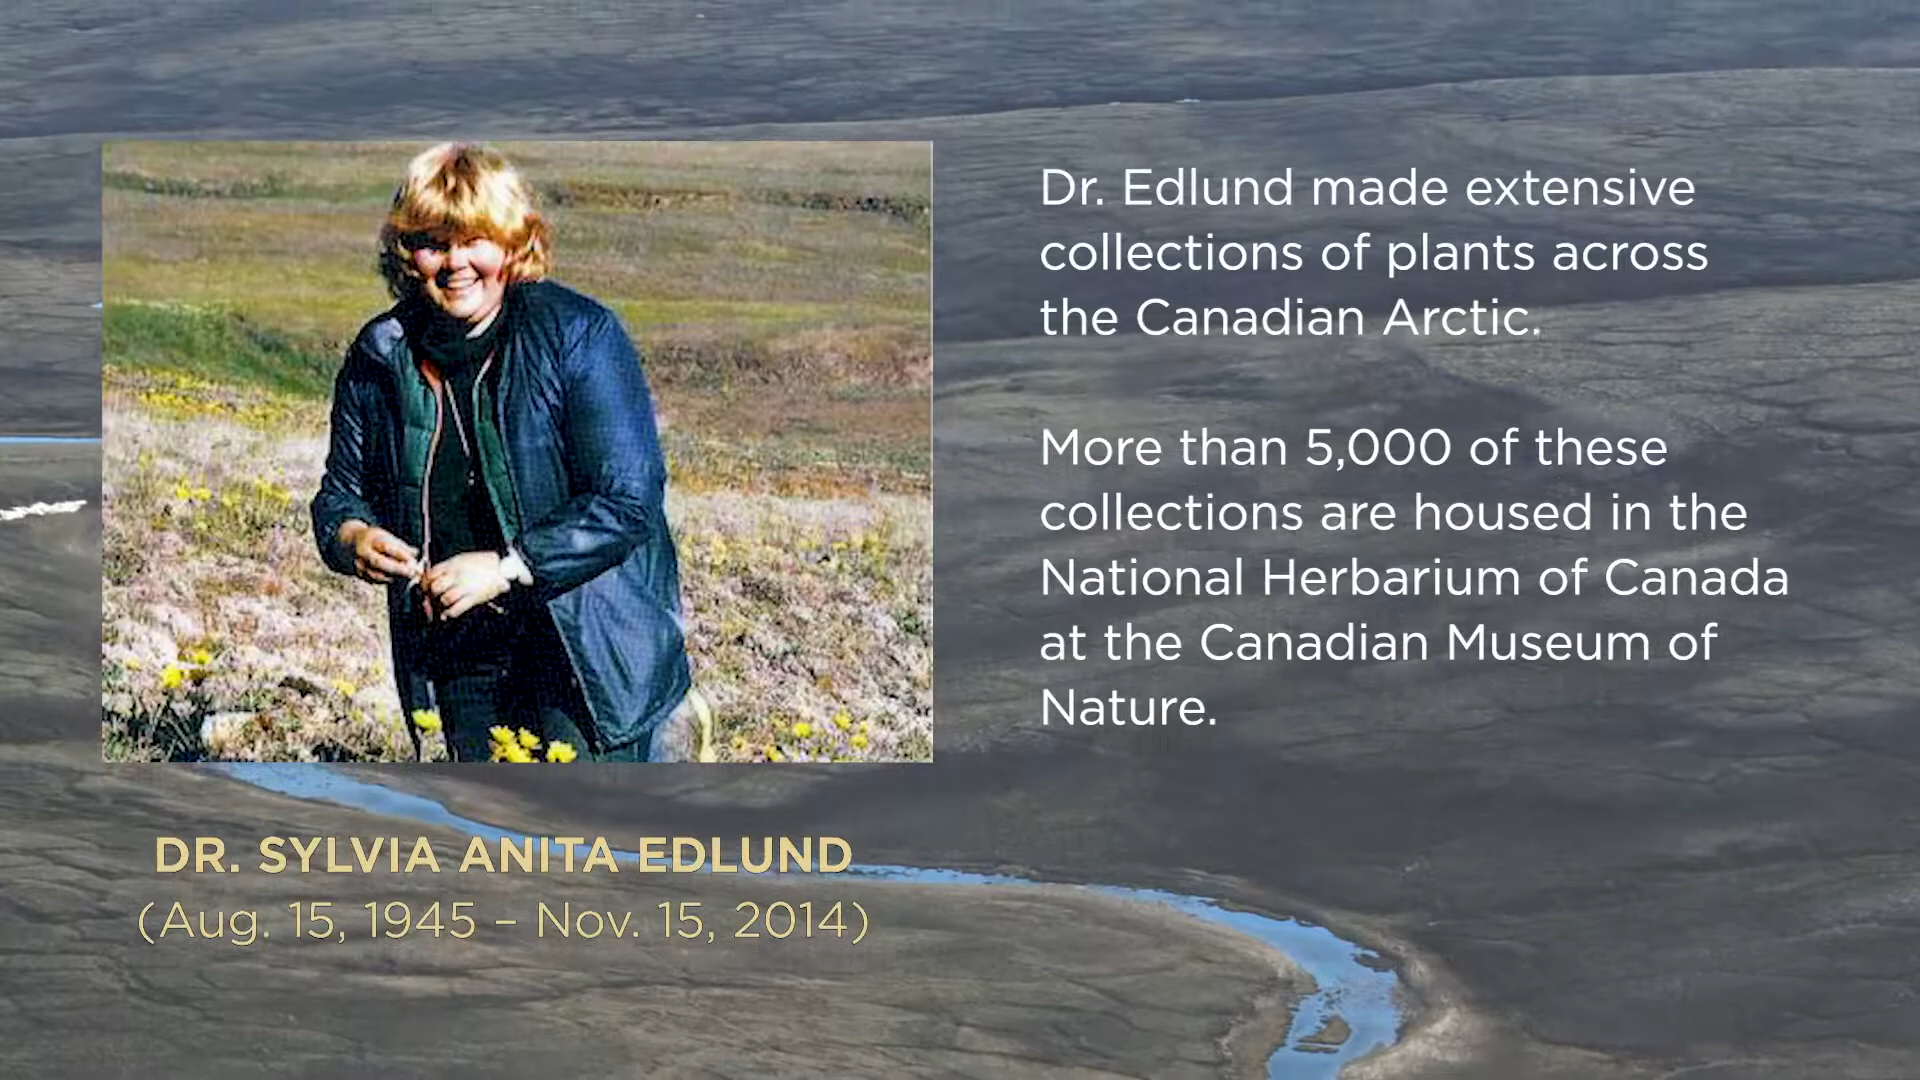 Dr. Edlund made extensive
collections of plants across
the Canadian Arctic.
More than 5,000 of these
collections are housed in the
National Herbarium of Canada
at the Canadian Museum of
Nature.
DR. SYLVIA ANITA EDLUND
(Aug. 15, 1945 – Nov. 15, 2014)